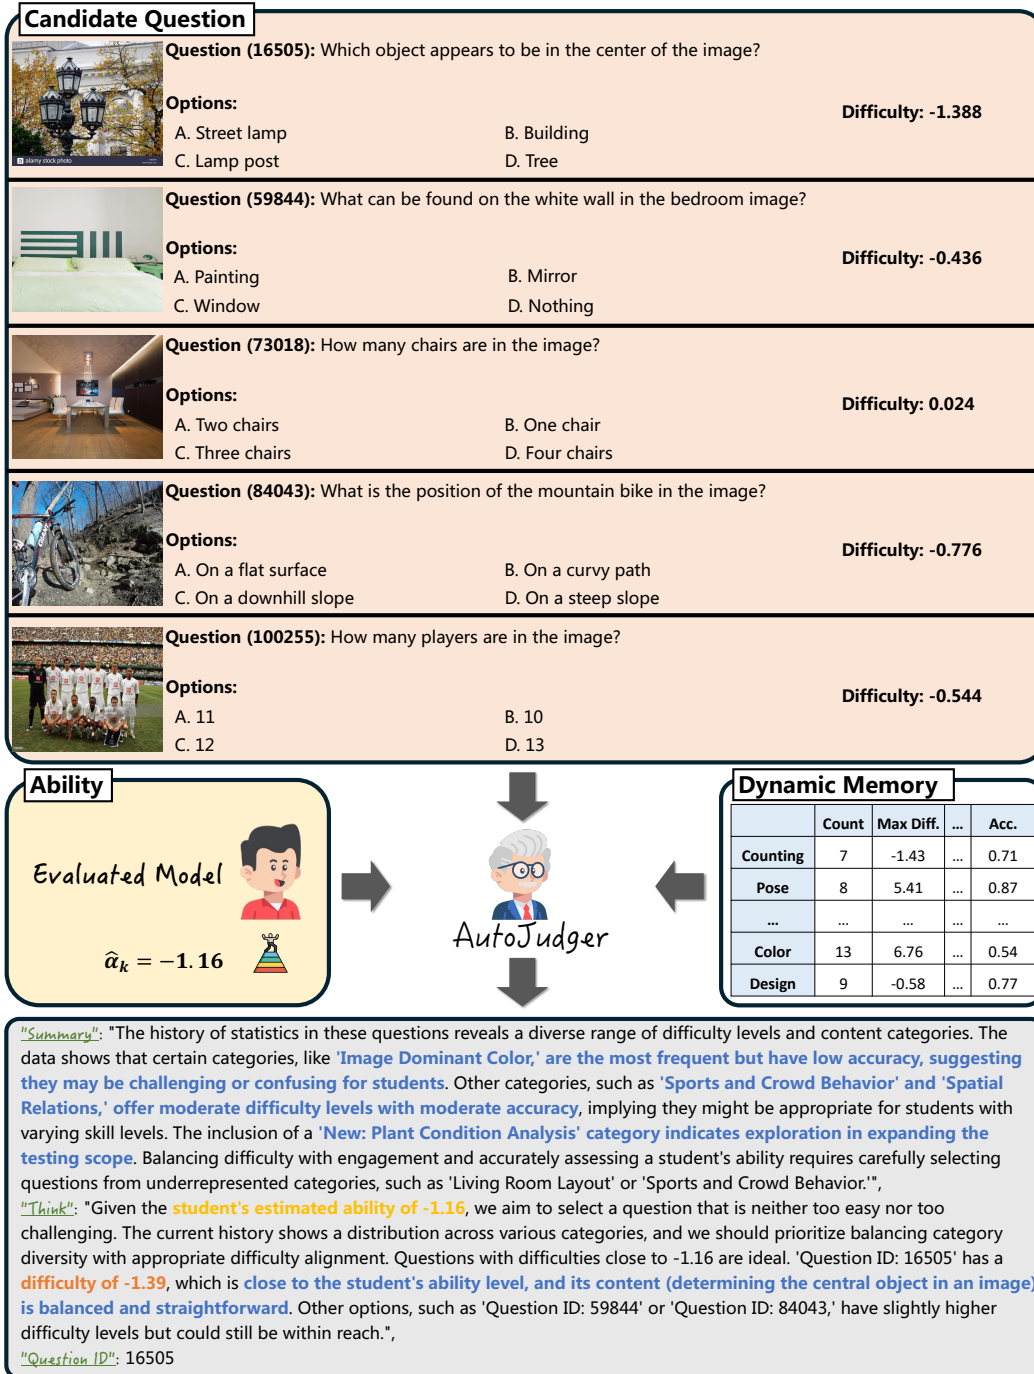 Candidate Question
Question (16505): Which object appears to be in the center of the image?
Options:
A. Street lamp
B. Building
C. Lamp post
D. Tree
Difficulty: -1.388
a alamy stock photo
Question (59844): What can be found on the white wall in the bedroom image?
Options:
A. Painting
B. Mirror
C. Window
D. Nothing
Difficulty: -0.436
Question (73018): How many chairs are in the image?
Options:
A. Two chairs
B. One chair
C. Three chairs
D. Four chairs
Difficulty: 0.024
Question (84043): What is the position of the mountain bike in the image?
Options:
A. On a flat surface
B. On a curvy path
C. On a downhill slope
D. On a steep slope
Difficulty: -0.776
Question (100255): How many players are in the image?
Options:
A. 11
B. 10
C. 12
D. 13
Difficulty: -0.544
Ability
Evaluated Model
α̂ₖ = −1.16
AutoJudger
Dynamic Memory
Count Max Diff. ... Acc.
Counting 7 -1.43 ... 0.71
Pose 8 5.41 ... 0.87
... ... ... ... ...
Color 13 6.76 ... 0.54
Design 9 -0.58 ... 0.77
"Summary": "The history of statistics in these questions reveals a diverse range of difficulty levels and content categories. The
data shows that certain categories, like 'Image Dominant Color,' are the most frequent but have low accuracy, suggesting
they may be challenging or confusing for students. Other categories, such as 'Sports and Crowd Behavior' and 'Spatial
Relations,' offer moderate difficulty levels with moderate accuracy, implying they might be appropriate for students with
varying skill levels. The inclusion of a 'New: Plant Condition Analysis' category indicates exploration in expanding the
testing scope. Balancing difficulty with engagement and accurately assessing a student's ability requires carefully selecting
questions from underrepresented categories, such as 'Living Room Layout' or 'Sports and Crowd Behavior.'",
"Think": "Given the student's estimated ability of -1.16, we aim to select a question that is neither too easy nor too
challenging. The current history shows a distribution across various categories, and we should prioritize balancing category
diversity with appropriate difficulty alignment. Questions with difficulties close to -1.16 are ideal. 'Question ID: 16505' has a
difficulty of -1.39, which is close to the student's ability level, and its content (determining the central object in an image)
is balanced and straightforward. Other options, such as 'Question ID: 59844' or 'Question ID: 84043,' have slightly higher
difficulty levels but could still be within reach.",
"Question ID": 16505